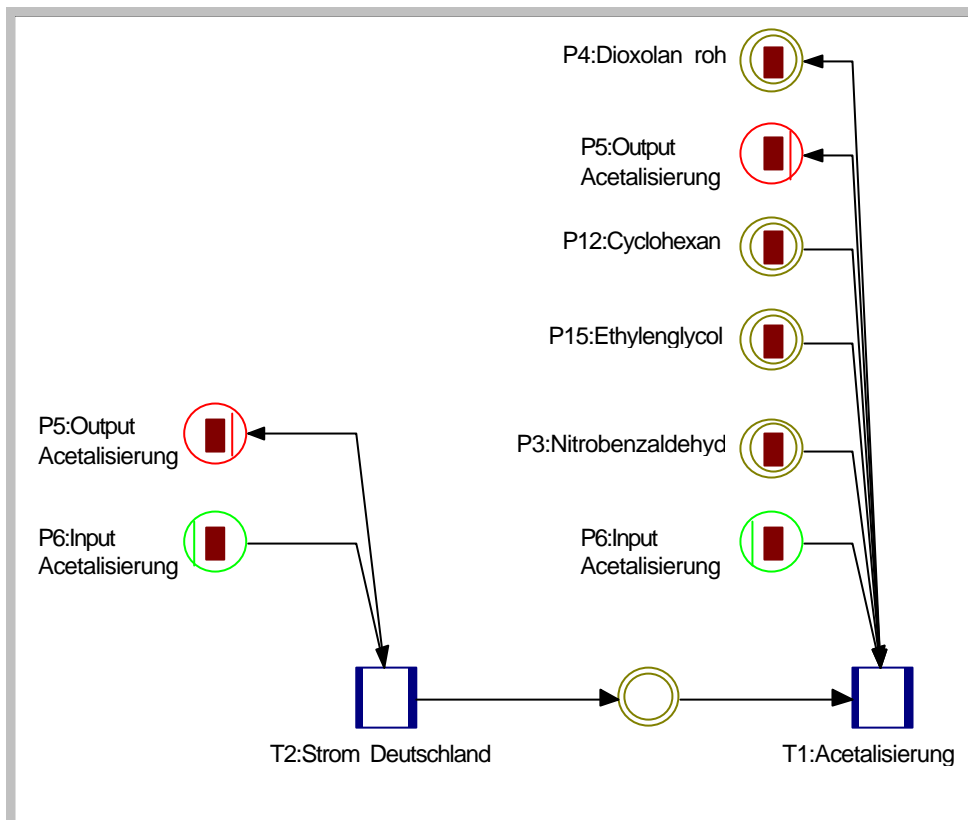 P4:Dioxolan roh
P5:Output
Acetalisierung
P12:Cyclohexan
P15:Ethylenglycol
P3:Nitrobenzaldehyd
P5:Output
Acetalisierung
P6:Input
Acetalisierung
P6:Input
Acetalisierung
T2:Strom Deutschland
T1:Acetalisierung